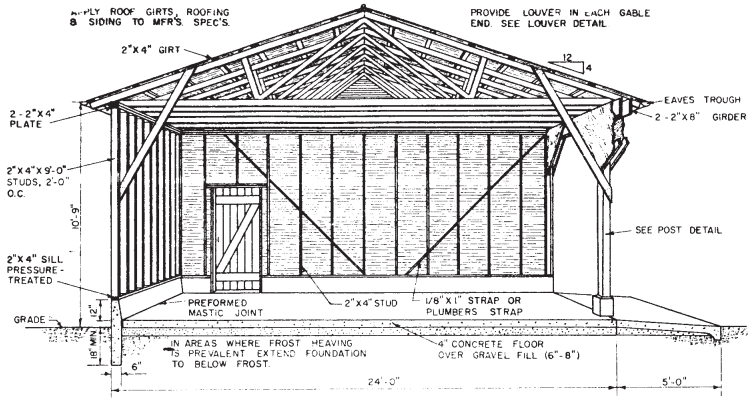 ROOF GIRTS, ROOFING
& SIDING TO MFR'S. SPEC'S.
PROVIDE LOUVER IN EACH GABLE
END. SEE LOUVER DETAIL
2"X4" GIRT
12
4
EAVES TROUGH
2-2"X8" GIRDER
2-2"X4"
PLATE
2"X4"X9'-0"
STUDS, 2'-0"
O.C.
10'-9"
SEE POST DETAIL
2"X4" SILL
PRESSURE-
TREATED
12"
PREFORMED
MASTIC JOINT
2"X4" STUD
1/8"X1" STRAP OR
PLUMBERS STRAP
GRADE
18" MIN.
IN AREAS WHERE FROST HEAVING
IS PREVALENT EXTEND FOUNDATION
TO BELOW FROST.
4" CONCRETE FLOOR
OVER GRAVEL FILL (6"-8")
6"
24'-0"
5'-0"